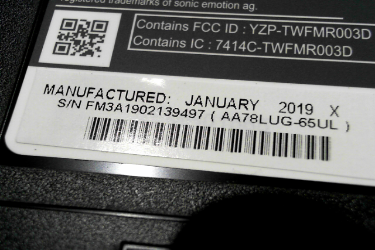 registered trademarks of sonic emotion ag.
Contains FCC ID : YZP-TWFMR003D
Contains IC : 7414C-TWFMR003D
MANUFACTURED: JANUARY 2019 X
S/N FM3A1902139497 ( AA78LUG-65UL )